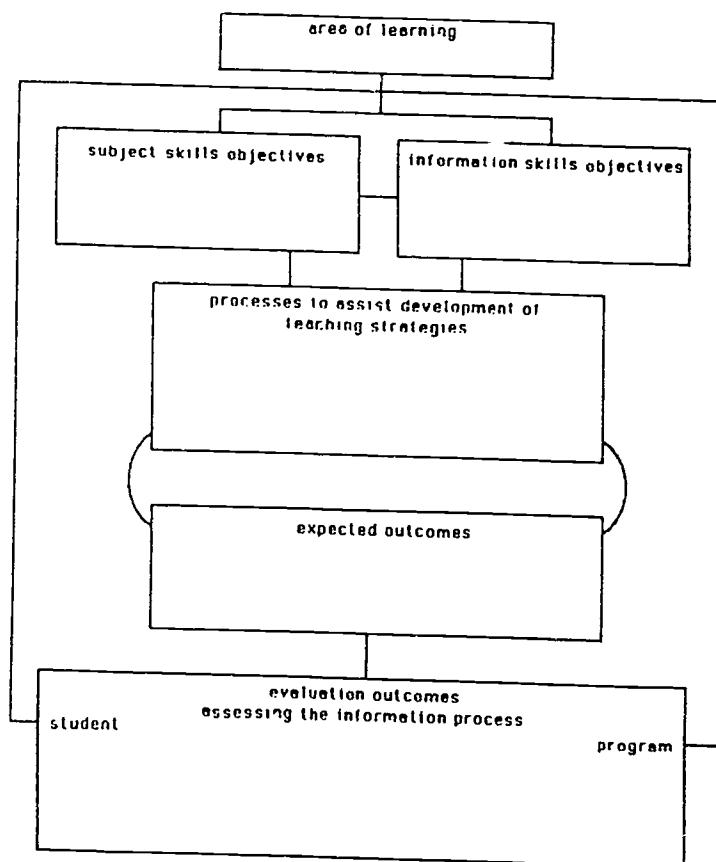 area of learning
subject skills objectives
information skills objectives
processes to assist development of
teaching strategies
expected outcomes
evaluation outcomes
assessing the information process
student
program